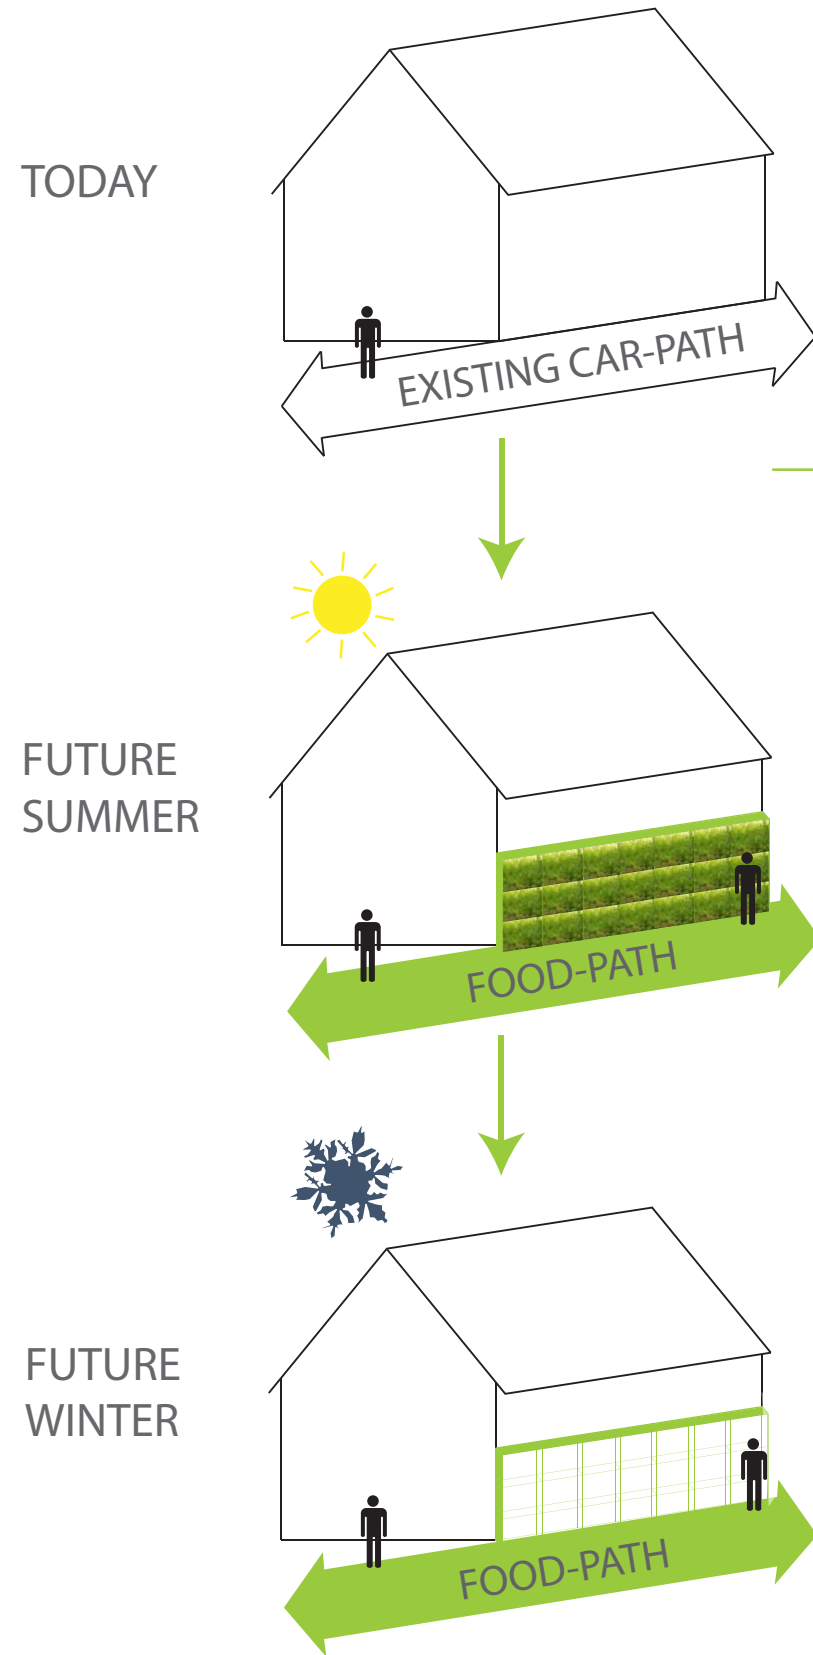 TODAY
EXISTING CAR-PATH
FUTURE
SUMMER
FOOD-PATH
FUTURE
WINTER
FOOD-PATH